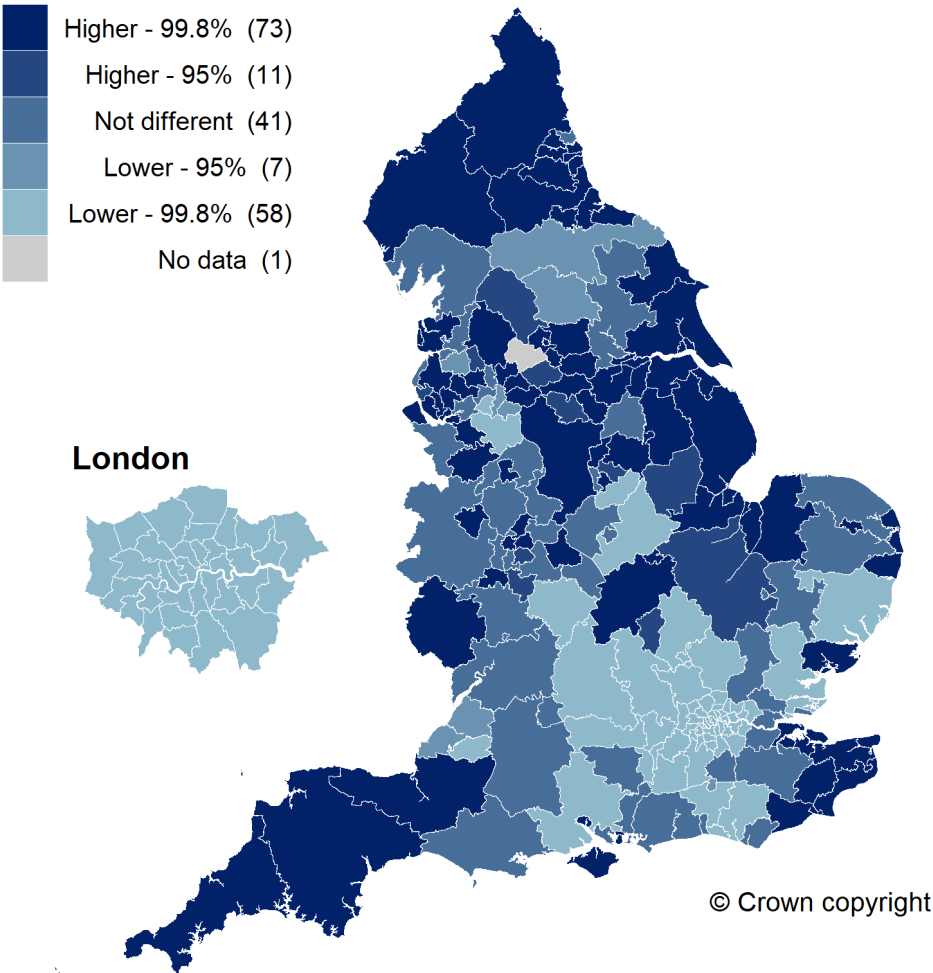 Higher - 99.8% (73)
Higher - 95% (11)
Not different (41)
Lower - 95% (7)
Lower - 99.8% (58)
No data (1)
London
© Crown copyright